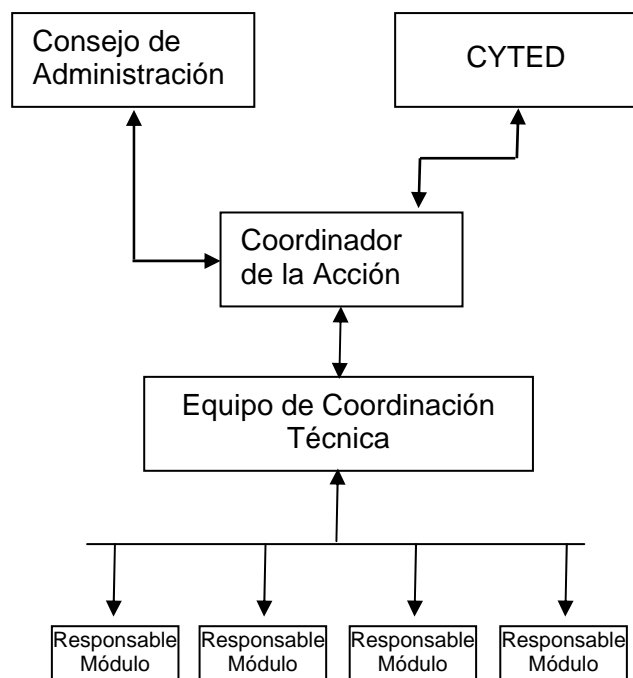 Consejo de
Administración
CYTED
Coordinador
de la Acción
Equipo de Coordinación
Técnica
Responsable
Módulo
Responsable
Módulo
Responsable
Módulo
Responsable
Módulo